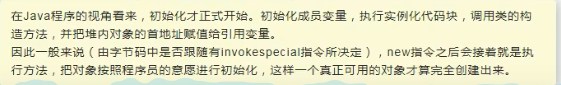 在Java程序的视角看来，初始化才正式开始。初始化成员变量，执行实例化代码块，调用类的构
造方法，并把堆内对象的首地址赋值给引用变量。
因此一般来说（由字节码中是否跟随有invokespecial指令所决定），new指令之后会接着就是执
行方法，把对象按照程序员的意愿进行初始化，这样一个真正可用的对象才算完全创建出来。